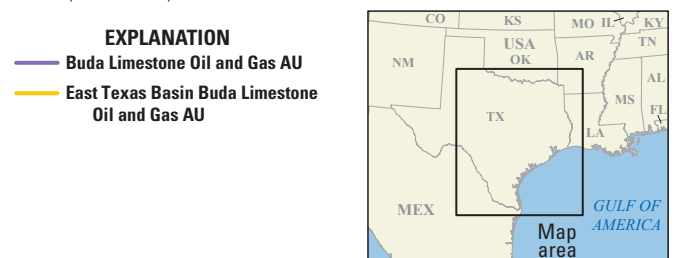 EXPLANATION
Buda Limestone Oil and Gas AU
East Texas Basin Buda Limestone
Oil and Gas AU
CO
KS
MO
IL
KY
USA
TN
NM
OK
AR
AL
TX
MS
FL
LA
MEX
GULF OF
AMERICA
Map
area